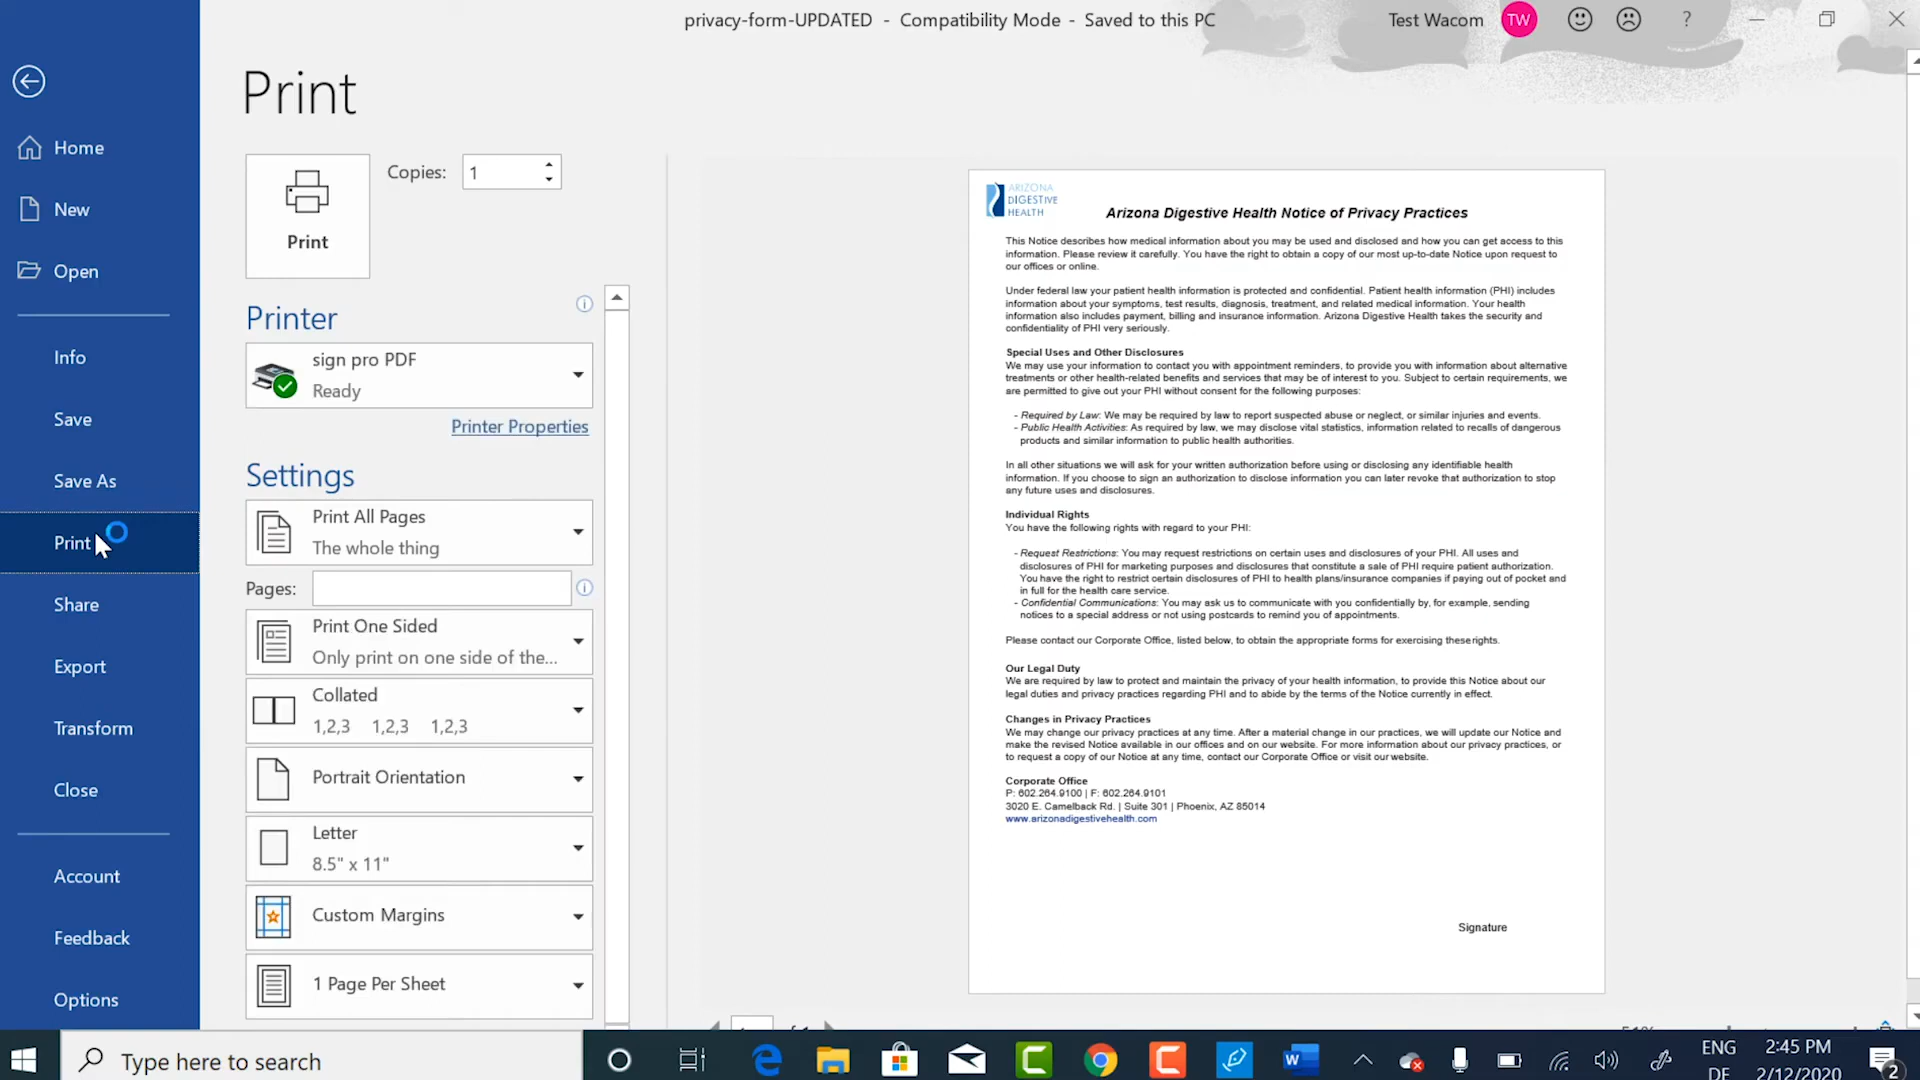 privacy-form-UPDATED - Compatibility Mode - Saved to this PC
Test Wacom
TW
?
Print
Home
New
Open
Info
Save
Save As
Print
Share
Export
Transform
Close
Account
Feedback
Options
Print
Copies: 1
Printer
sign pro PDF
Ready
Printer Properties
Settings
Print All Pages
The whole thing
Pages:
Print One Sided
Only print on one side of the...
Collated
1,2,3 1,2,3 1,2,3
Portrait Orientation
Letter
8.5" x 11"
Custom Margins
1 Page Per Sheet
ARIZONA
DIGESTIVE
HEALTH
Arizona Digestive Health Notice of Privacy Practices
This Notice describes how medical information about you may be used and disclosed and how you can get access to this
information. Please review it carefully. You have the right to obtain a copy of our most up-to-date Notice upon request to
our offices or online.
Under federal law your patient health information is protected and confidential. Patient health information (PHI) includes
information about your symptoms, test results, diagnosis, treatment, and related medical information. Your health
information also includes payment, billing and insurance information. Arizona Digestive Health takes the security and
confidentiality of PHI very seriously.
Special Uses and Other Disclosures
We may use your information to contact you with appointment reminders, to provide you with information about alternative
treatments or other health-related benefits and services that may be of interest to you. Subject to certain requirements, we
are permitted to give out your PHI without consent for the following purposes:
- Required by Law: We may be required by law to report suspected abuse or neglect, or similar injuries and events.
- Public Health Activities: As required by law, we may disclose vital statistics, information related to recalls of dangerous
products and similar information to public health authorities.
In all other situations we will ask for your written authorization before using or disclosing any identifiable health
information. If you choose to sign an authorization to disclose information you can later revoke that authorization to stop
any future uses and disclosures.
Individual Rights
You have the following rights with regard to your PHI:
- Request Restrictions: You may request restrictions on certain uses and disclosures of your PHI. All uses and
disclosures of PHI for marketing purposes and disclosures that constitute a sale of PHI require patient authorization.
You have the right to restrict certain disclosures of PHI to health plans/insurance companies if paying out of pocket and
in full for the health care service.
- Confidential Communications: You may ask us to communicate with you confidentially by, for example, sending
notices to a special address or not using postcards to remind you of appointments.
Please contact our Corporate Office, listed below, to obtain the appropriate forms for exercising theserights.
Our Legal Duty
We are required by law to protect and maintain the privacy of your health information, to provide this Notice about our
legal duties and privacy practices regarding PHI and to abide by the terms of the Notice currently in effect.
Changes in Privacy Practices
We may change our privacy practices at any time. After a material change in our practices, we will update our Notice and
make the revised Notice available in our offices and on our website. For more information about our privacy practices, or
to request a copy of our Notice at any time, contact our Corporate Office or visit ourwebsite.
Corporate Office
P: 602.264.9100 | F: 602.264.9101
3020 E. Camelback Rd. | Suite 301 | Phoenix, AZ 85014
www.arizonadigestivehealth.com
Signature
Type here to search
ENG
DE
2:45 PM
2/12/2020
2